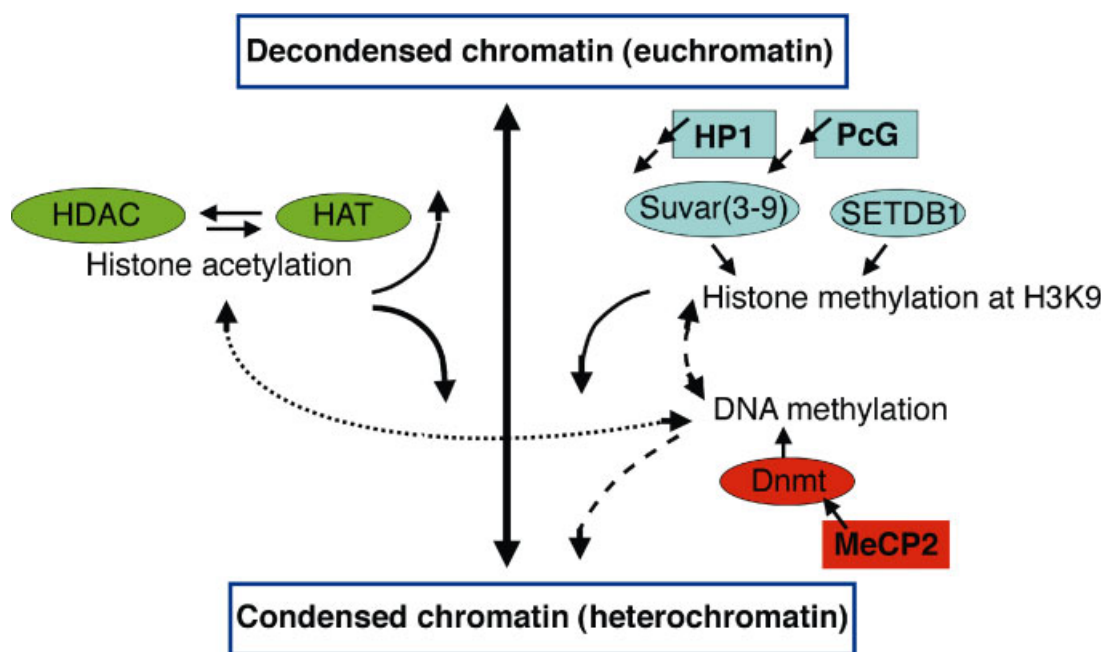 Decondensed chromatin (euchromatin)
HP1
PcG
HDAC
HAT
Suvar(3-9)
SETDB1
Histone acetylation
Histone methylation at H3K9
DNA methylation
Dnmt
MeCP2
Condensed chromatin (heterochromatin)